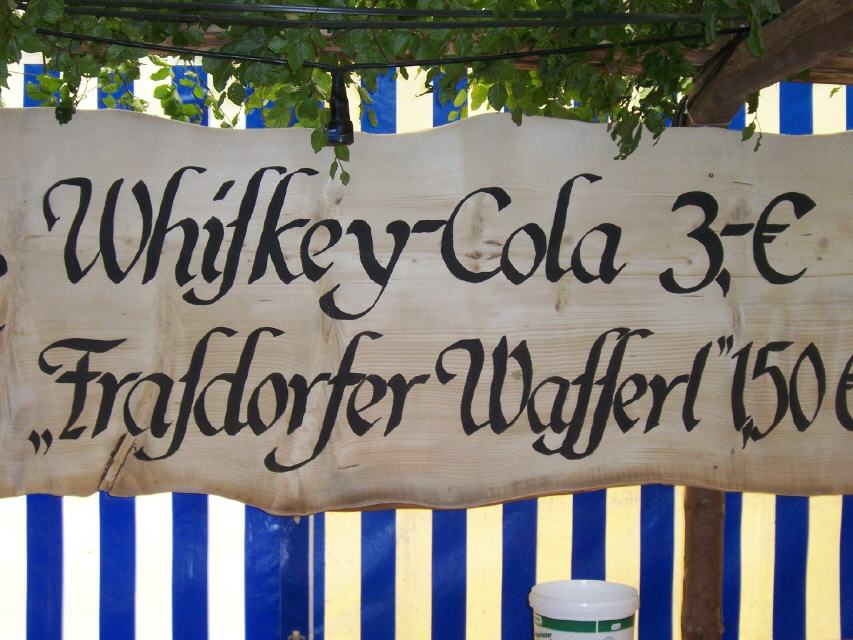 Whiſkey-Cola 3,-€
„Fraſdorfer Waſſerl” 1,50 €